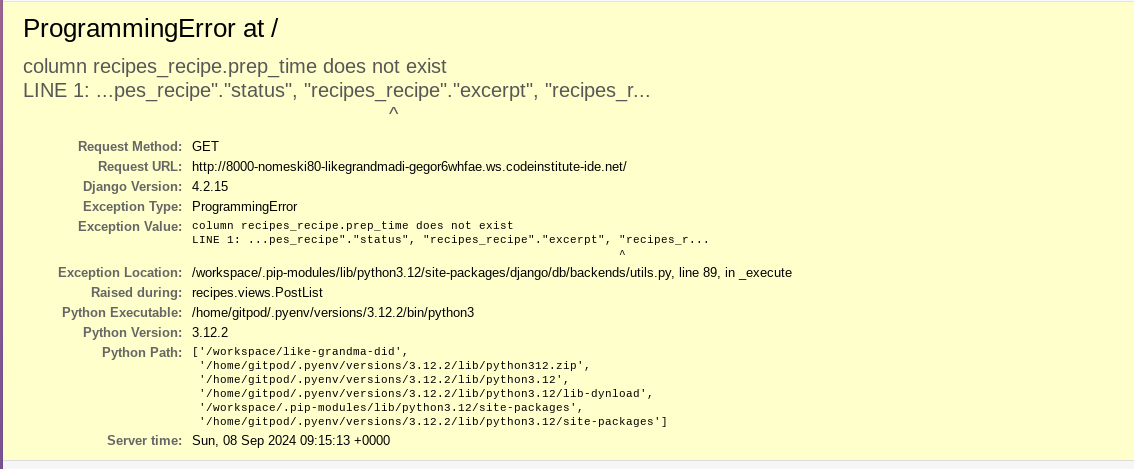 ProgrammingError at /
column recipes_recipe.prep_time does not exist
LINE 1: ...pes_recipe"."status", "recipes_recipe"."excerpt", "recipes_r...
^
Request Method: GET
Request URL: http://8000-nomeski80-likegrandmadi-gegor6whfae.ws.codeinstitute-ide.net/
Django Version: 4.2.15
Exception Type: ProgrammingError
Exception Value: column recipes_recipe.prep_time does not exist
LINE 1: ...pes_recipe"."status", "recipes_recipe"."excerpt", "recipes_r...
^
Exception Location: /workspace/.pip-modules/lib/python3.12/site-packages/django/db/backends/utils.py, line 89, in _execute
Raised during: recipes.views.PostList
Python Executable: /home/gitpod/.pyenv/versions/3.12.2/bin/python3
Python Version: 3.12.2
Python Path: ['/workspace/like-grandma-did',
'/home/gitpod/.pyenv/versions/3.12.2/lib/python312.zip',
'/home/gitpod/.pyenv/versions/3.12.2/lib/python3.12',
'/home/gitpod/.pyenv/versions/3.12.2/lib/python3.12/lib-dynload',
'/workspace/.pip-modules/lib/python3.12/site-packages',
'/home/gitpod/.pyenv/versions/3.12.2/lib/python3.12/site-packages']
Server time: Sun, 08 Sep 2024 09:15:13 +0000